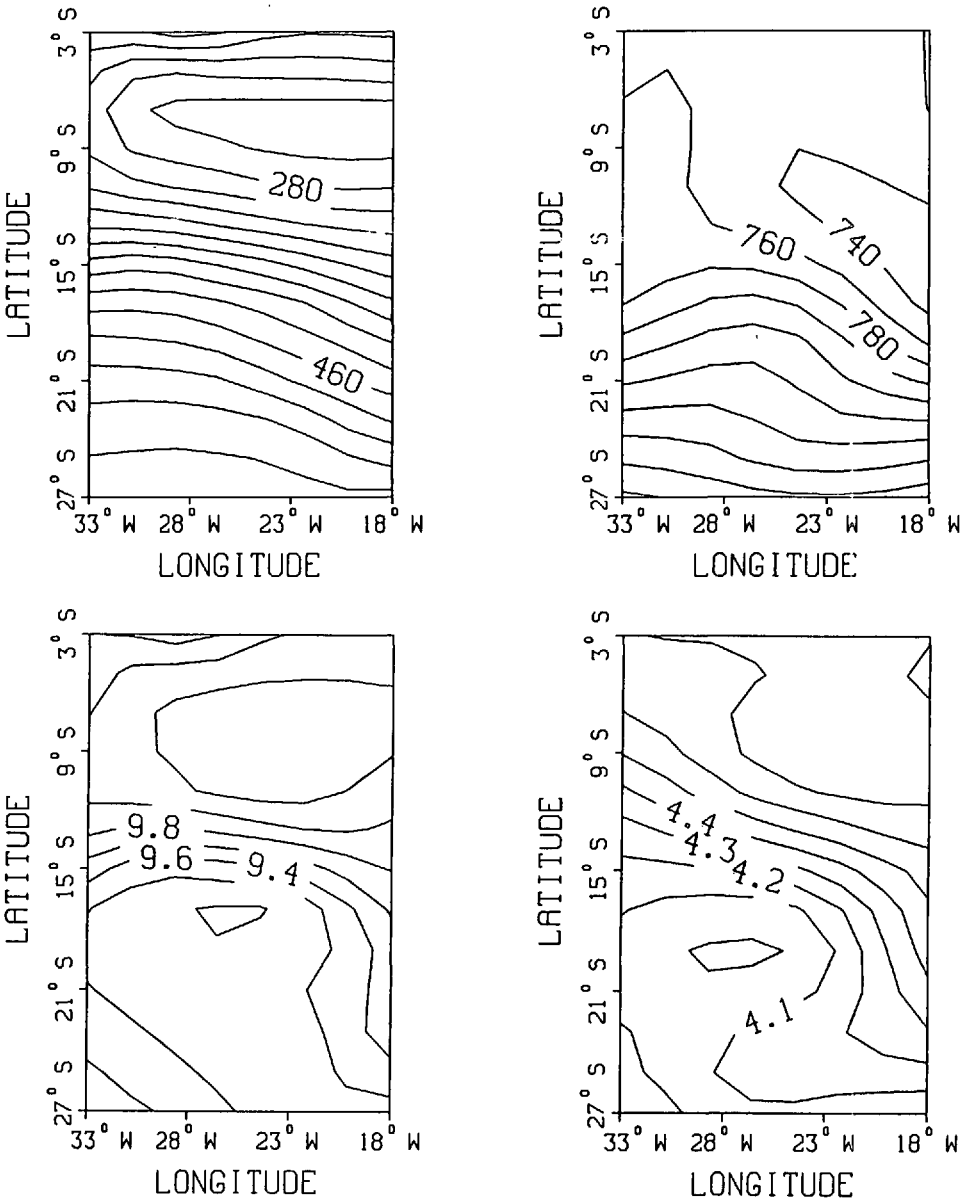 3° S
9° S
15° S
21° S
27° S
LATITUDE
280
460
33° W 28° W 23° W 18° W
LONGITUDE
3° S
9° S
15° S
21° S
27° S
LATITUDE
760
740
780
33° W 28° W 23° W 18° W
LONGITUDE
3° S
9° S
15° S
21° S
27° S
LATITUDE
9.8
9.6
9.4
33° W 28° W 23° W 18° W
LONGITUDE
3° S
9° S
15° S
21° S
27° S
LATITUDE
4.4
4.3
4.2
4.1
33° W 28° W 23° W 18° W
LONGITUDE